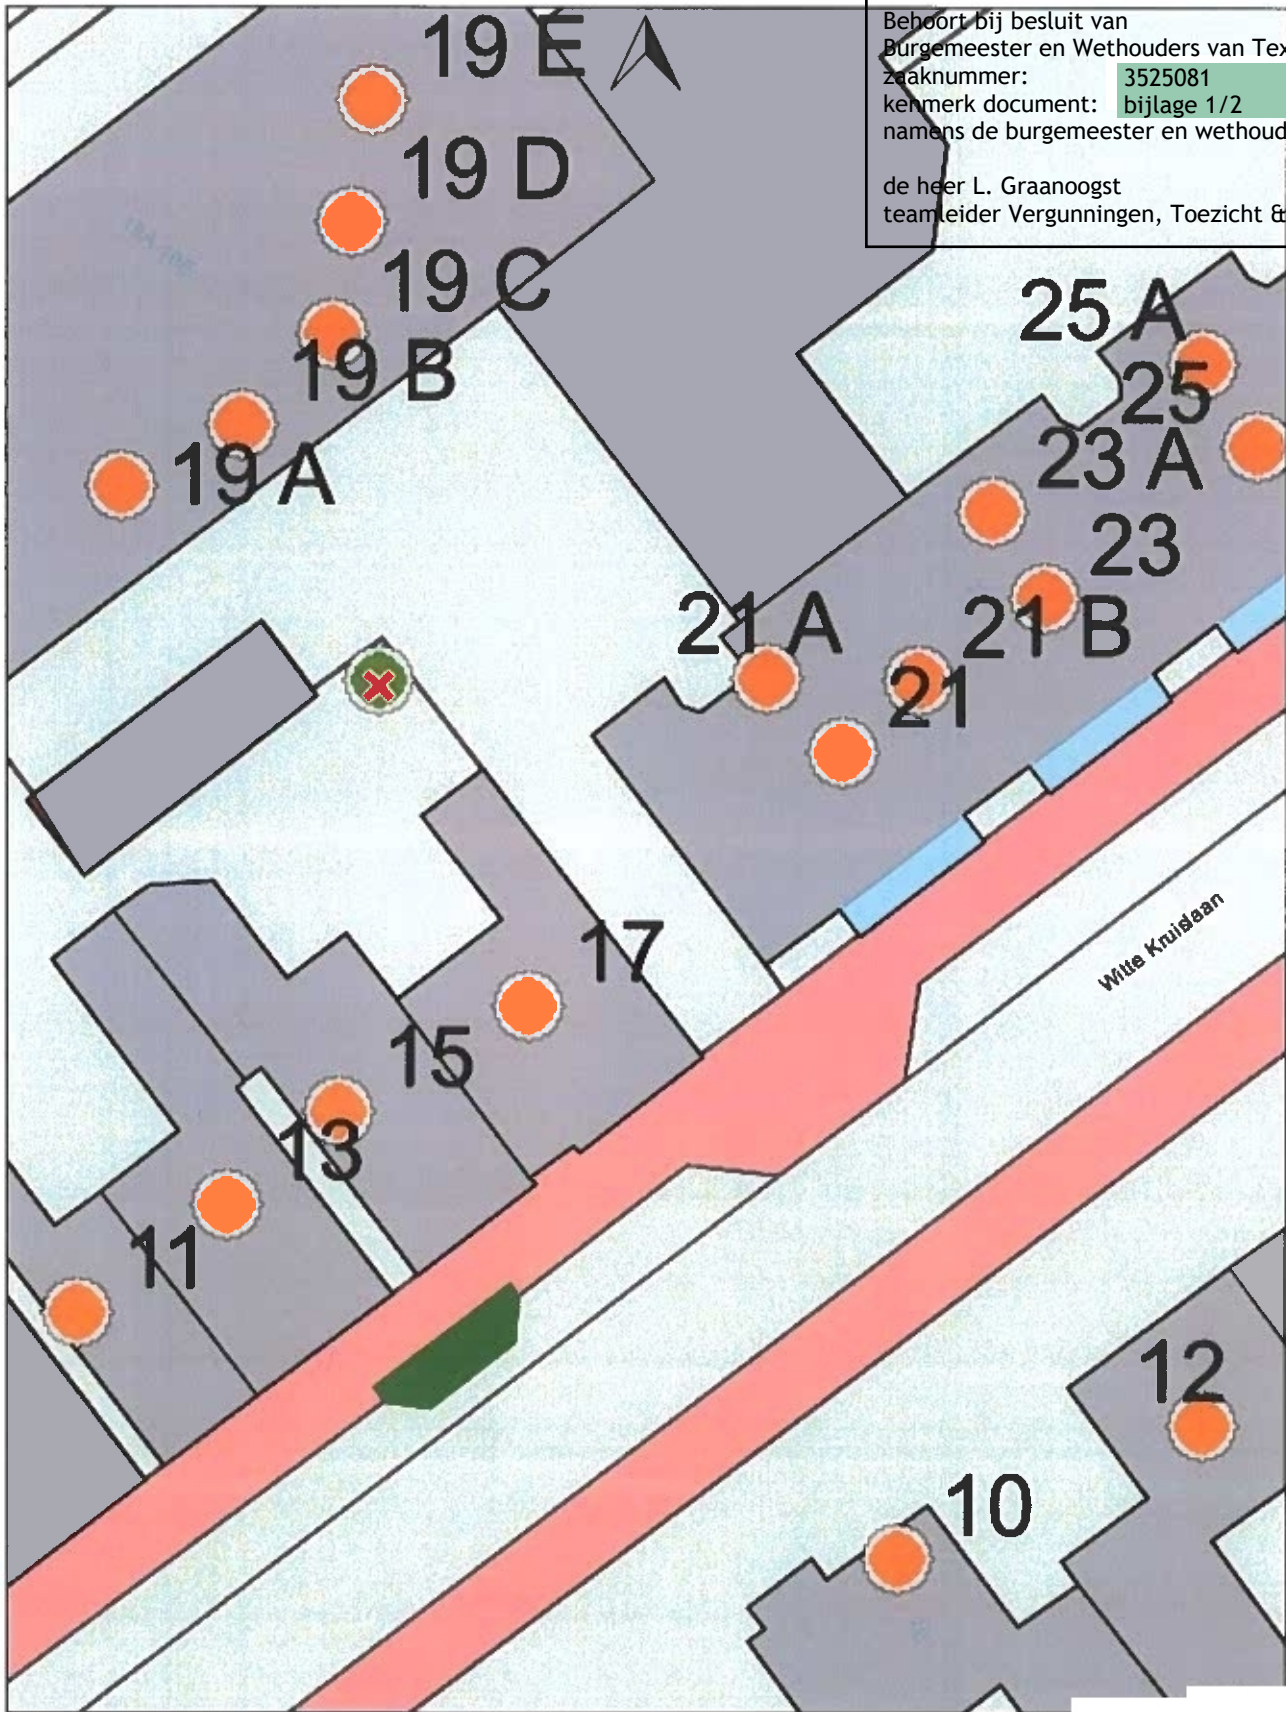 Behoort bij besluit van
Burgemeester en Wethouders van Tex
zaaknummer: 3525081
kenmerk document: bijlage 1/2
namens de burgemeester en wethoud
de heer L. Graanoogst
teamleider Vergunningen, Toezicht &
19 E
19 D
19 C
19 B
19 A
25 A
25
23 A
23
21 A
21 B
21
17
15
13
11
Witte Kruislaan
12
10